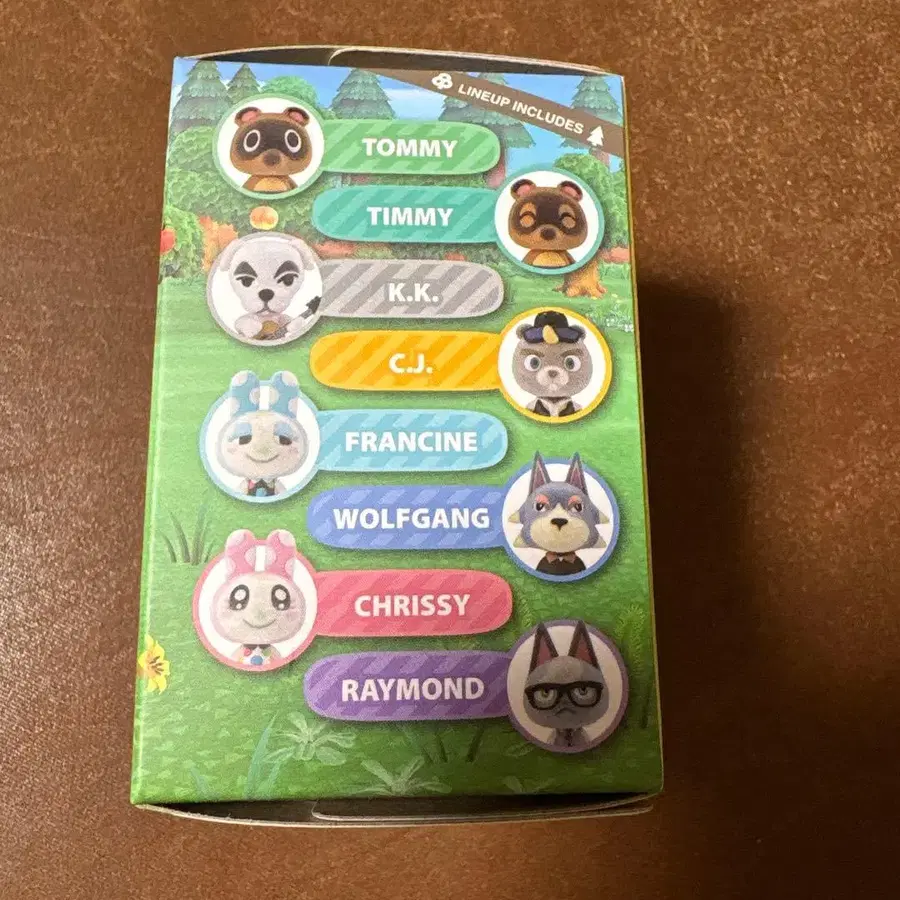 LINEUP INCLUDES
TOMMY
TIMMY
K.K.
C.J.
FRANCINE
WOLFGANG
CHRISSY
RAYMOND